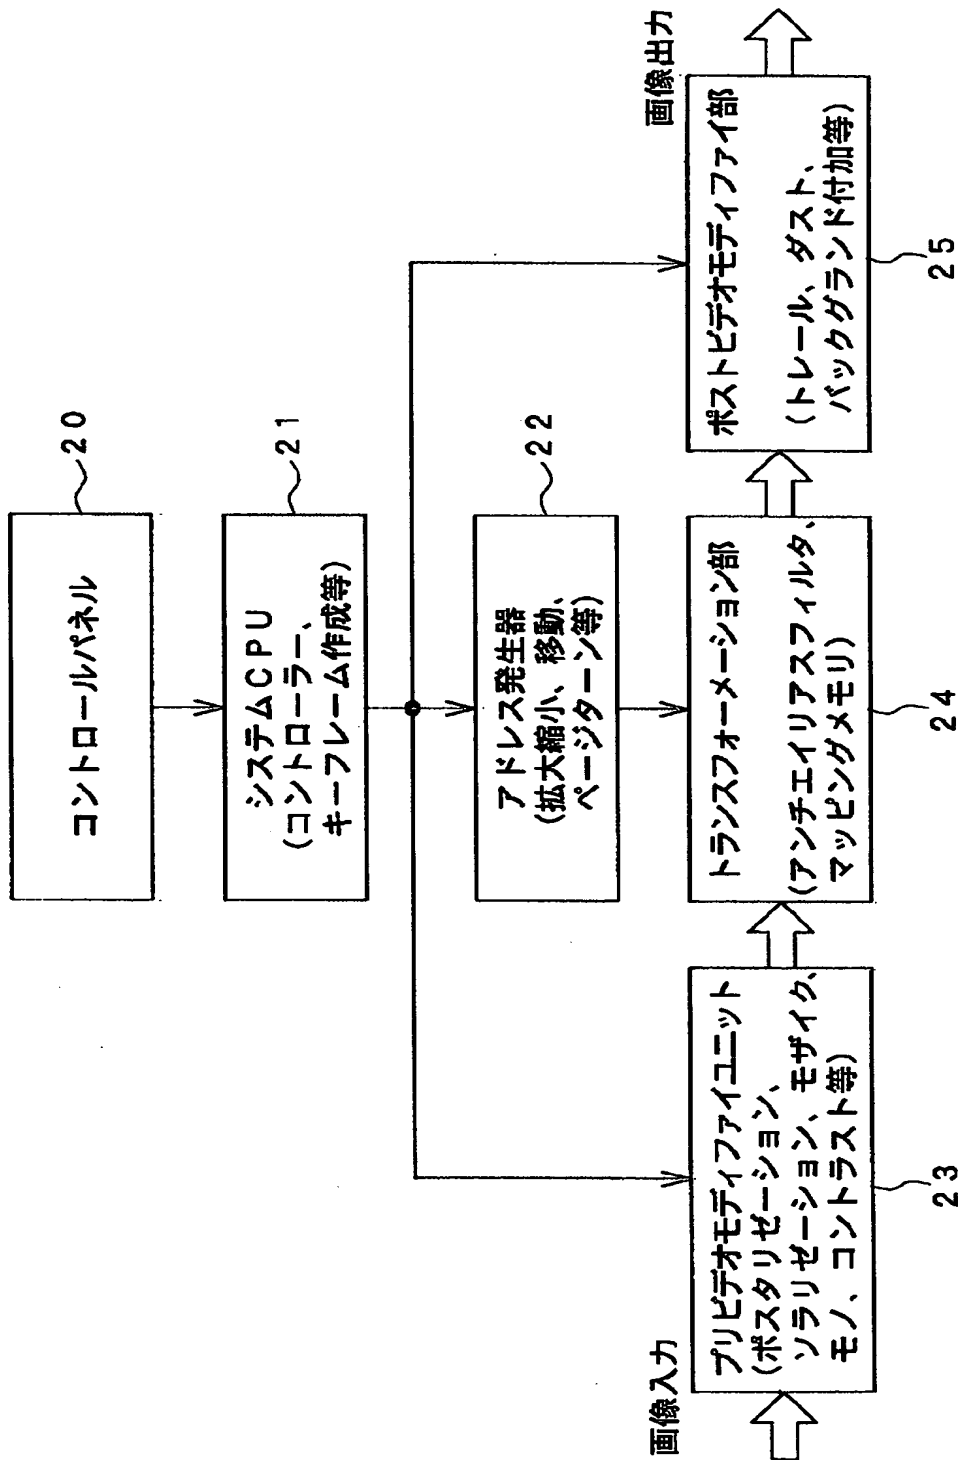 コントロールパネル
20
システムCPU
(コントローラー、
キーフレーム作成等)
21
アドレス発生器
(拡大縮小、移動、
ページターン等)
22
画像入力
プリビデオモディファイユニット
(ポスタリゼーション、
ソラリゼーション、モザイク、
モノ、コントラスト等)
23
トランスフォーメーション部
(アンチエイリアスフィルタ、
マッピングメモリ)
24
画像出力
ポストビデオモディファイ部
(トレール、ダスト、
バックグランド付加等)
25